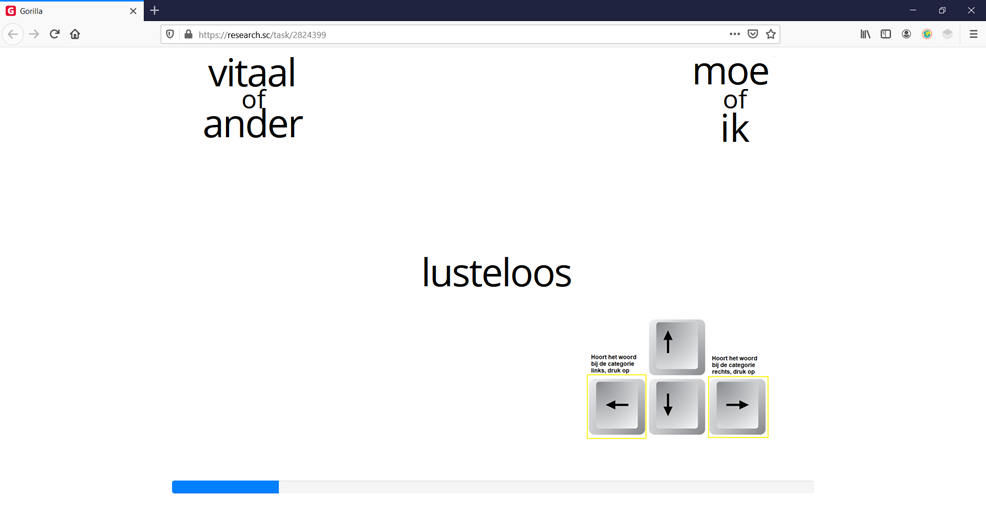 Gorilla
https://research.sc/task/2824399
vitaal
of
ander
moe
of
ik
lusteloos
Hoort het woord
bij de categorie
links, druk op
Hoort het woord
bij de categorie
rechts, druk op